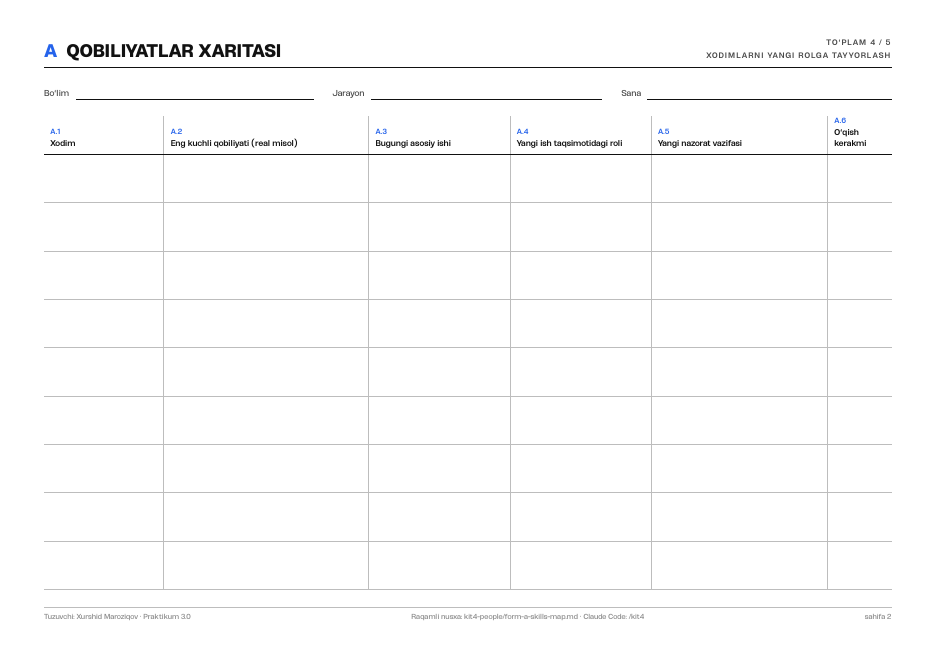 A QOBILIYATLAR XARITASI
TO'PLAM 4 / 5
XODIMLARNI YANGI ROLGA TAYYORLASH
Bo'lim
Jarayon
Sana
A.1
Xodim
A.2
Eng kuchli qobiliyati (real misol)
A.3
Bugungi asosiy ishi
A.4
Yangi ish taqsimotidagi roli
A.5
Yangi nazorat vazifasi
A.6
O'qish
kerakmi
Tuzuvchi: Xurshid Maroziqov · Praktikum 3.0
Raqamli nusxa: kit4-people/form-a-skills-map.md · Claude Code: /kit4
sahifa 2